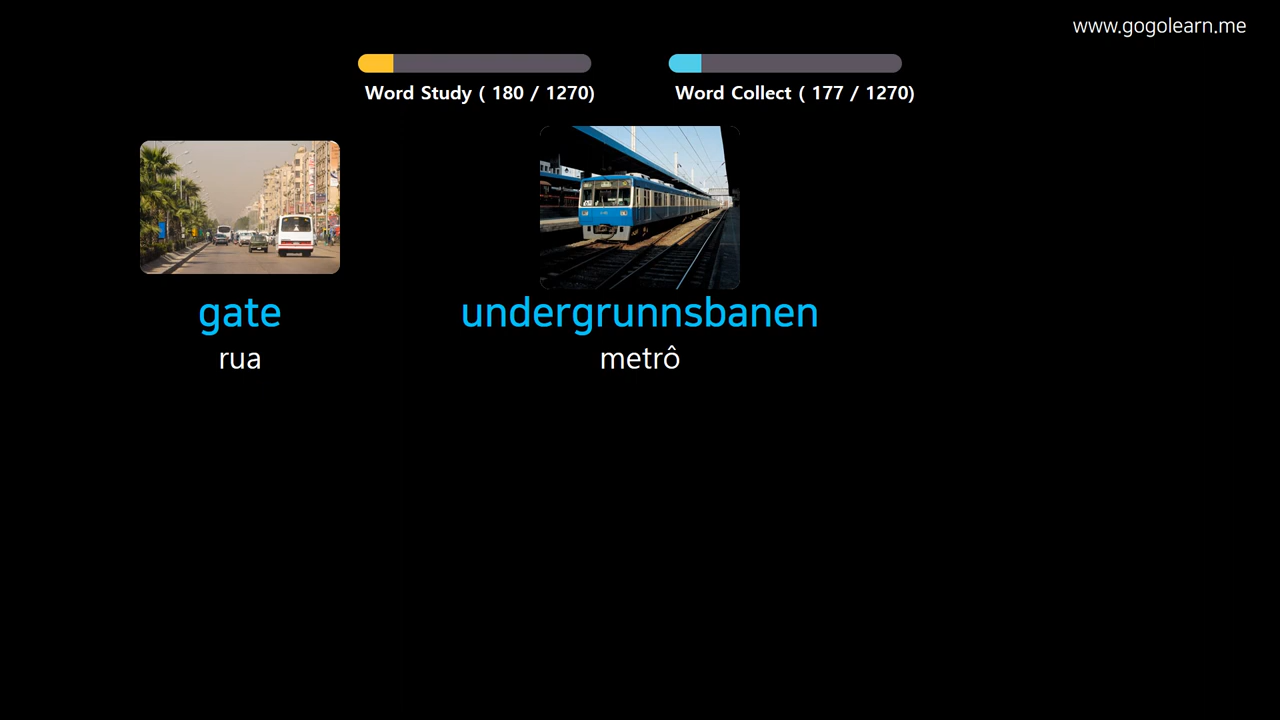 www.gogolearn.me
Word Study ( 180 / 1270)
Word Collect ( 177 / 1270)
gate
undergrunnsbanen
rua
metrô